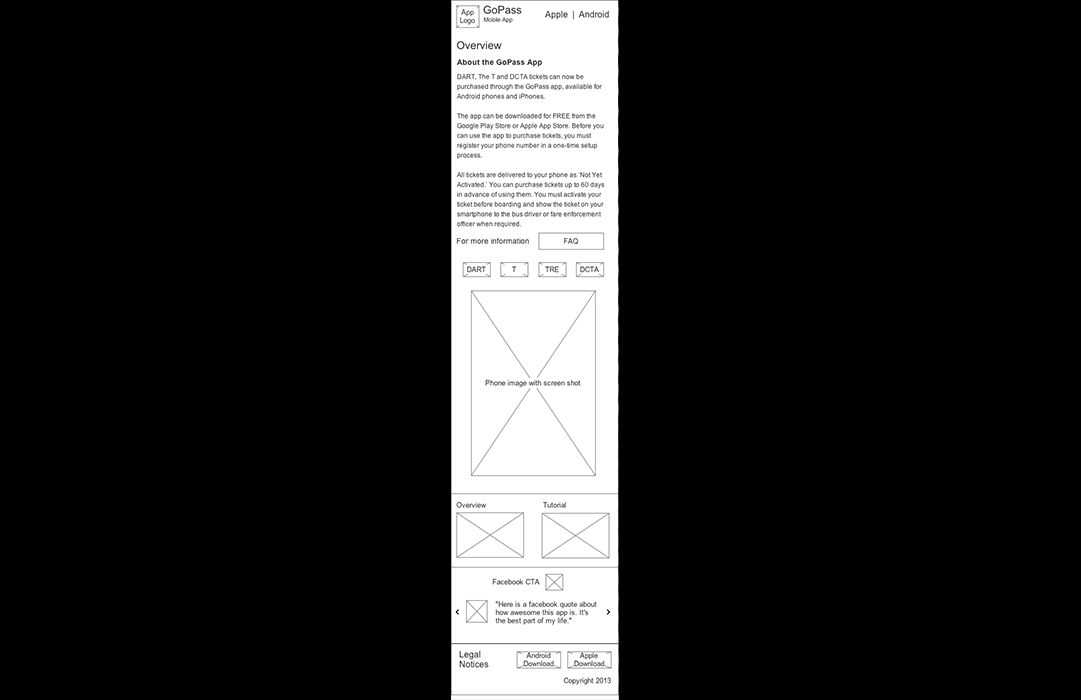 App
Logo
GoPass
Mobile App
Apple | Android
Overview
About the GoPass App
DART, The T and DCTA tickets can now be
purchased through the GoPass app, available for
Android phones and iPhones.
The app can be downloaded for FREE from the
Google Play Store or Apple App Store. Before you
can use the app to purchase tickets, you must
register your phone number in a one-time setup
process.
All tickets are delivered to your phone as 'Not Yet
Activated.' You can purchase tickets up to 60 days
in advance of using them. You must activate your
ticket before boarding and show the ticket on your
smartphone to the bus driver or fare enforcement
officer when required.
For more information
FAQ
DART
T
TRE
DCTA
Phone image with screen shot
Overview
Tutorial
Facebook CTA
"Here is a facebook quote about
how awesome this app is. It's
the best part of my life."
Legal
Notices
Android
Download
Apple
Download
Copyright 2013